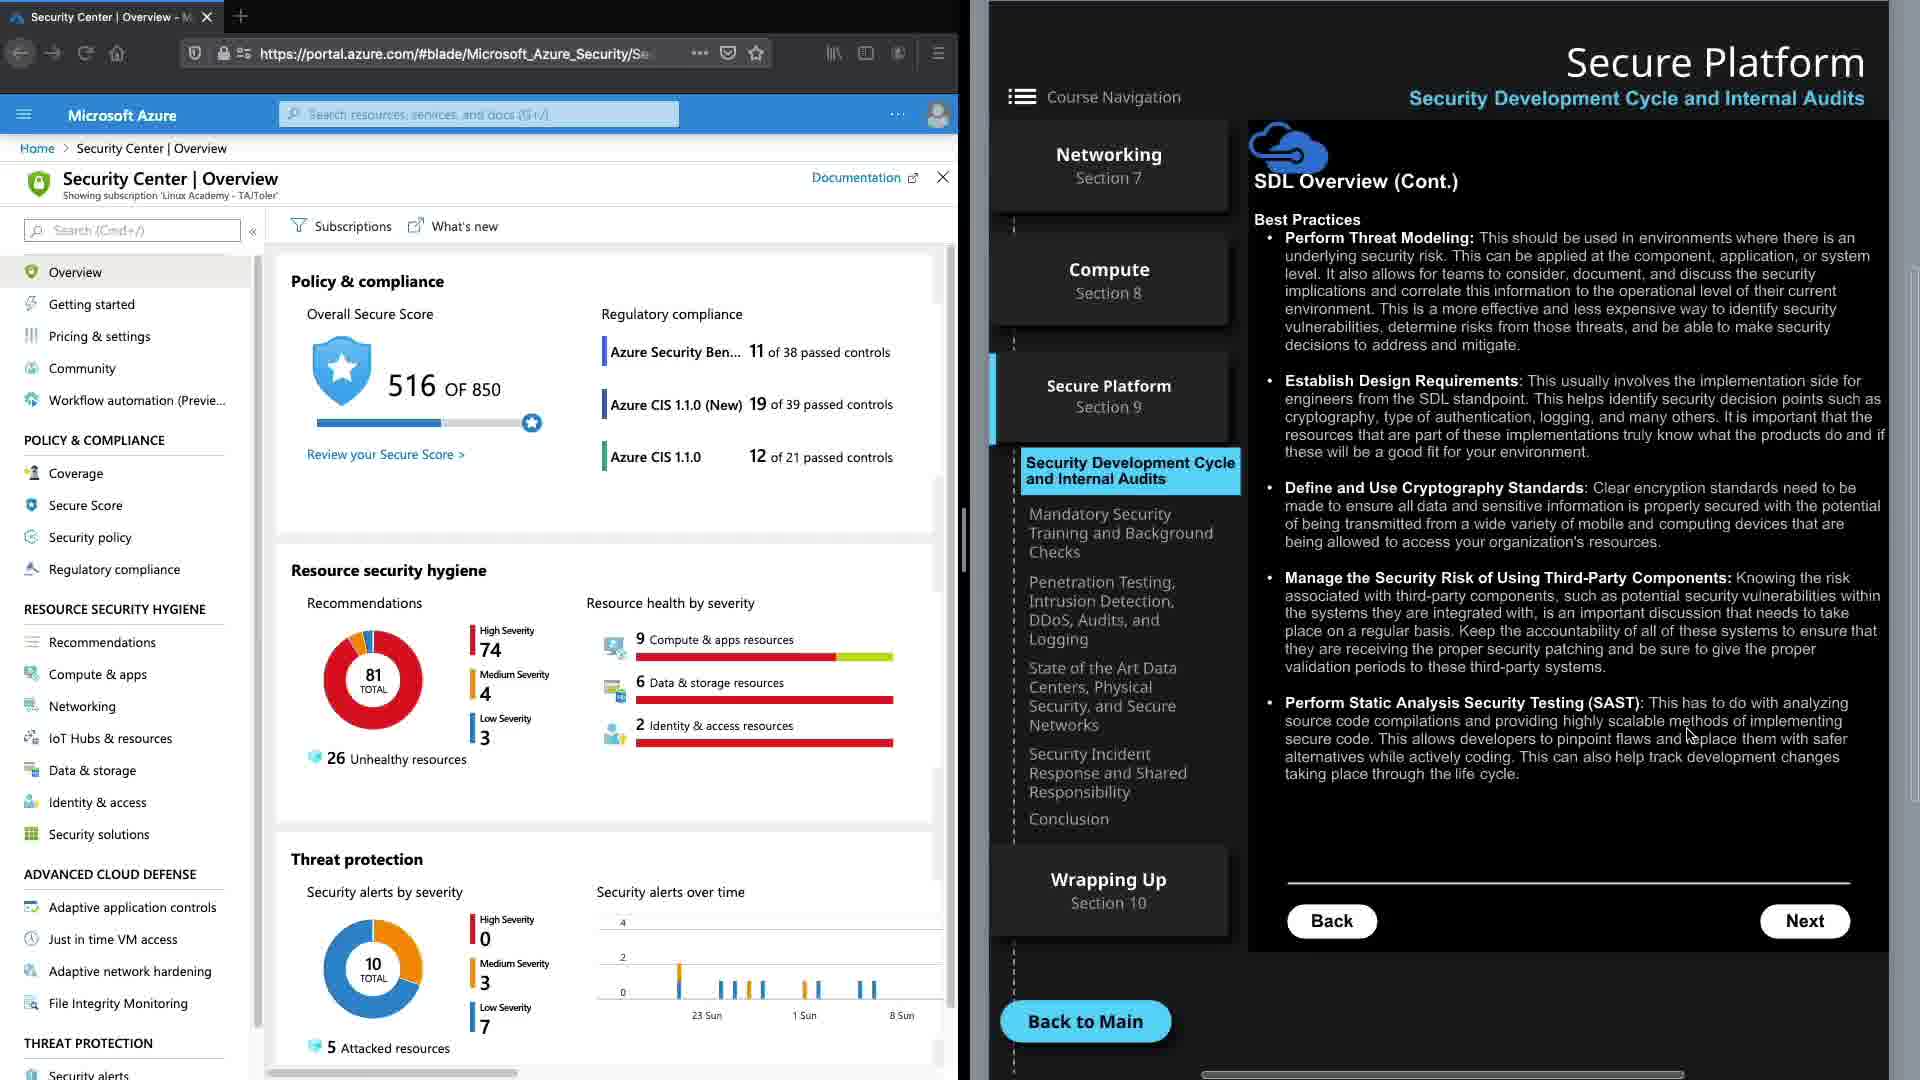 Security Center | Overview - M
https://portal.azure.com/#blade/Microsoft_Azure_Security/Se
Microsoft Azure
Search resources, services, and docs (G+/)
Home > Security Center | Overview
Security Center | Overview
Showing subscription 'Linux Academy - TA/Toler'
Documentation
Search (Cmd+/)
«
Subscriptions
What's new
Overview
Getting started
Pricing & settings
Community
Workflow automation (Previe...
POLICY & COMPLIANCE
Coverage
Secure Score
Security policy
Regulatory compliance
RESOURCE SECURITY HYGIENE
Recommendations
Compute & apps
Networking
IoT Hubs & resources
Data & storage
Identity & access
Security solutions
ADVANCED CLOUD DEFENSE
Adaptive application controls
Just in time VM access
Adaptive network hardening
File Integrity Monitoring
THREAT PROTECTION
Security alerts
Policy & compliance
Overall Secure Score
516 OF 850
Review your Secure Score >
Regulatory compliance
Azure Security Ben... 11 of 38 passed controls
Azure CIS 1.1.0 (New) 19 of 39 passed controls
Azure CIS 1.1.0 12 of 21 passed controls
Resource security hygiene
Recommendations
81
TOTAL
High Severity
74
Medium Severity
4
Low Severity
3
26 Unhealthy resources
Resource health by severity
9 Compute & apps resources
6 Data & storage resources
2 Identity & access resources
Threat protection
Security alerts by severity
10
TOTAL
High Severity
0
Medium Severity
3
Low Severity
7
5 Attacked resources
Security alerts over time
4
2
0
23 Sun
1 Sun
8 Sun
Secure Platform
Security Development Cycle and Internal Audits
Course Navigation
Networking
Section 7
Compute
Section 8
Secure Platform
Section 9
Security Development Cycle
and Internal Audits
Mandatory Security
Training and Background
Checks
Penetration Testing,
Intrusion Detection,
DDoS, Audits, and
Logging
State of the Art Data
Centers, Physical
Security, and Secure
Networks
Security Incident
Response and Shared
Responsibility
Conclusion
Wrapping Up
Section 10
Back to Main
SDL Overview (Cont.)
Best Practices
• Perform Threat Modeling: This should be used in environments where there is an
underlying security risk. This can be applied at the component, application, or system
level. It also allows for teams to consider, document, and discuss the security
implications and correlate this information to the operational level of their current
environment. This is a more effective and less expensive way to identify security
vulnerabilities, determine risks from those threats, and be able to make security
decisions to address and mitigate.
• Establish Design Requirements: This usually involves the implementation side for
engineers from the SDL standpoint. This helps identify security decision points such as
cryptography, type of authentication, logging, and many others. It is important that the
resources that are part of these implementations truly know what the products do and if
these will be a good fit for your environment.
• Define and Use Cryptography Standards: Clear encryption standards need to be
made to ensure all data and sensitive information is properly secured with the potential
of being transmitted from a wide variety of mobile and computing devices that are
being allowed to access your organization's resources.
• Manage the Security Risk of Using Third-Party Components: Knowing the risk
associated with third-party components, such as potential security vulnerabilities within
the systems they are integrated with, is an important discussion that needs to take
place on a regular basis. Keep the accountability of all of these systems to ensure that
they are receiving the proper security patching and be sure to give the proper
validation periods to these third-party systems.
• Perform Static Analysis Security Testing (SAST): This has to do with analyzing
source code compilations and providing highly scalable methods of implementing
secure code. This allows developers to pinpoint flaws and replace them with safer
alternatives while actively coding. This can also help track development changes
taking place through the life cycle.
Back
Next